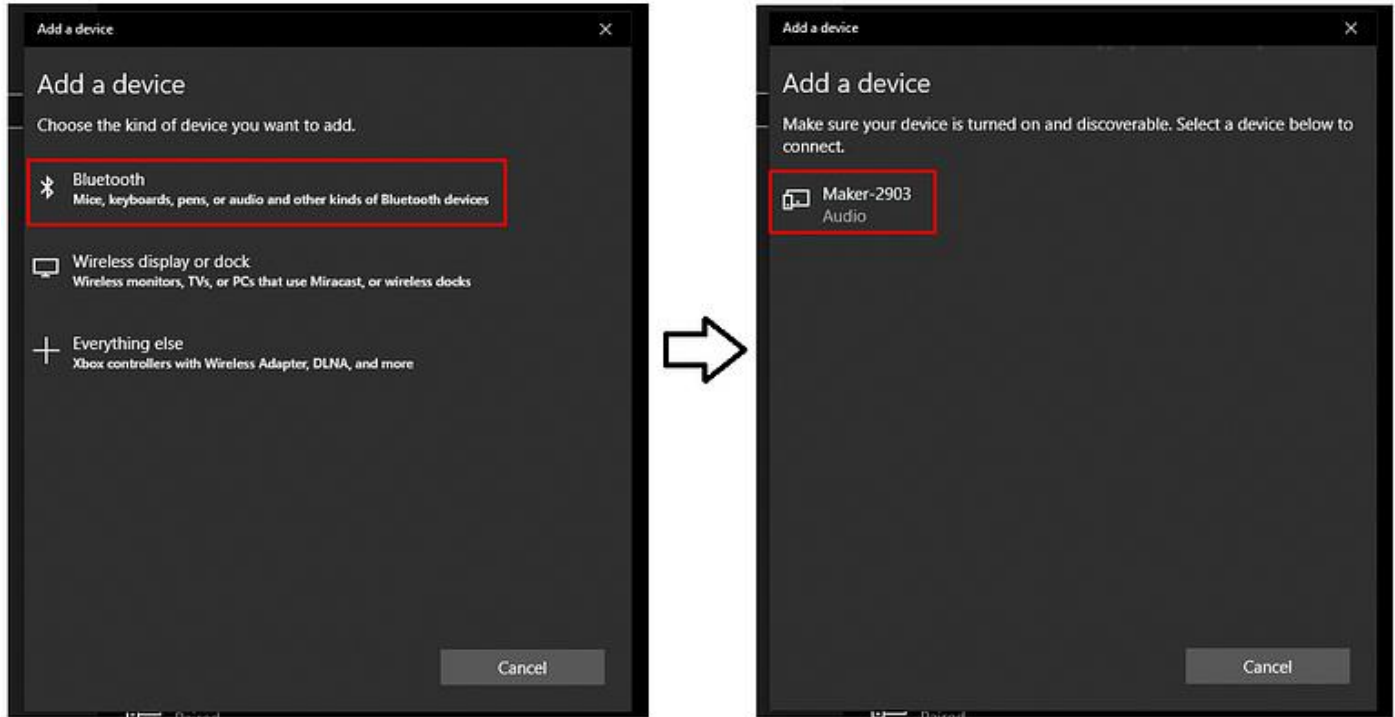 Add a device
Add a device
Choose the kind of device you want to add.
Bluetooth
Mice, keyboards, pens, or audio and other kinds of Bluetooth devices
Wireless display or dock
Wireless monitors, TVs, or PCs that use Miracast, or wireless docks
Everything else
Xbox controllers with Wireless Adapter, DLNA, and more
Cancel
Add a device
Add a device
Make sure your device is turned on and discoverable. Select a device below to
connect.
Maker-2903
Audio
Cancel